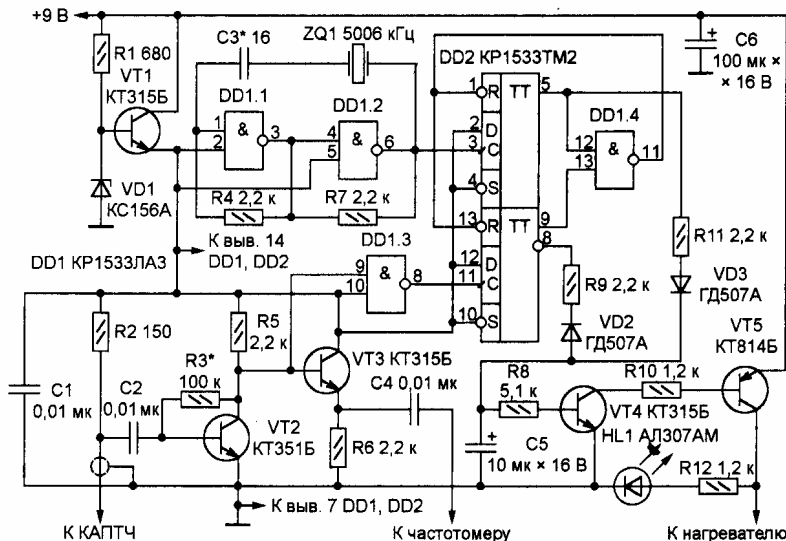 +9 В
R1 680
VT1
КТ315Б
C3* 16
ZQ1 5006 кГц
DD2 КР1533ТМ2
C6
100 мк ×
× 16 В
DD1.1
DD1.2
DD1.4
1
2
&
3
4
5
&
6
1
R
TT
5
2
D
3
C
4
S
12
13
&
11
VD1
КС156А
R4 2,2 к
R7 2,2 к
13
R
TT
9
8
12
D
11
C
10
S
R11 2,2 к
К выв. 14
DD1, DD2
DD1 КР1533ЛА3
DD1.3
9
10
&
8
R9 2,2 к
VD3
ГД507А
VD2
ГД507А
VT5
КТ814Б
R2 150
R5
2,2 к
R3*
100 к
C1
0,01 мк
C2
0,01 мк
VT3 КТ315Б
C4 0,01 мк
R8
5,1 к
R10 1,2 к
VT4 КТ315Б
HL1 АЛ307АМ
VT2
КТ351Б
R6 2,2 к
+
C5
10 мк × 16 В
R12 1,2 к
К выв. 7 DD1, DD2
К КАПТЧ
К частотомеру
К нагревателю